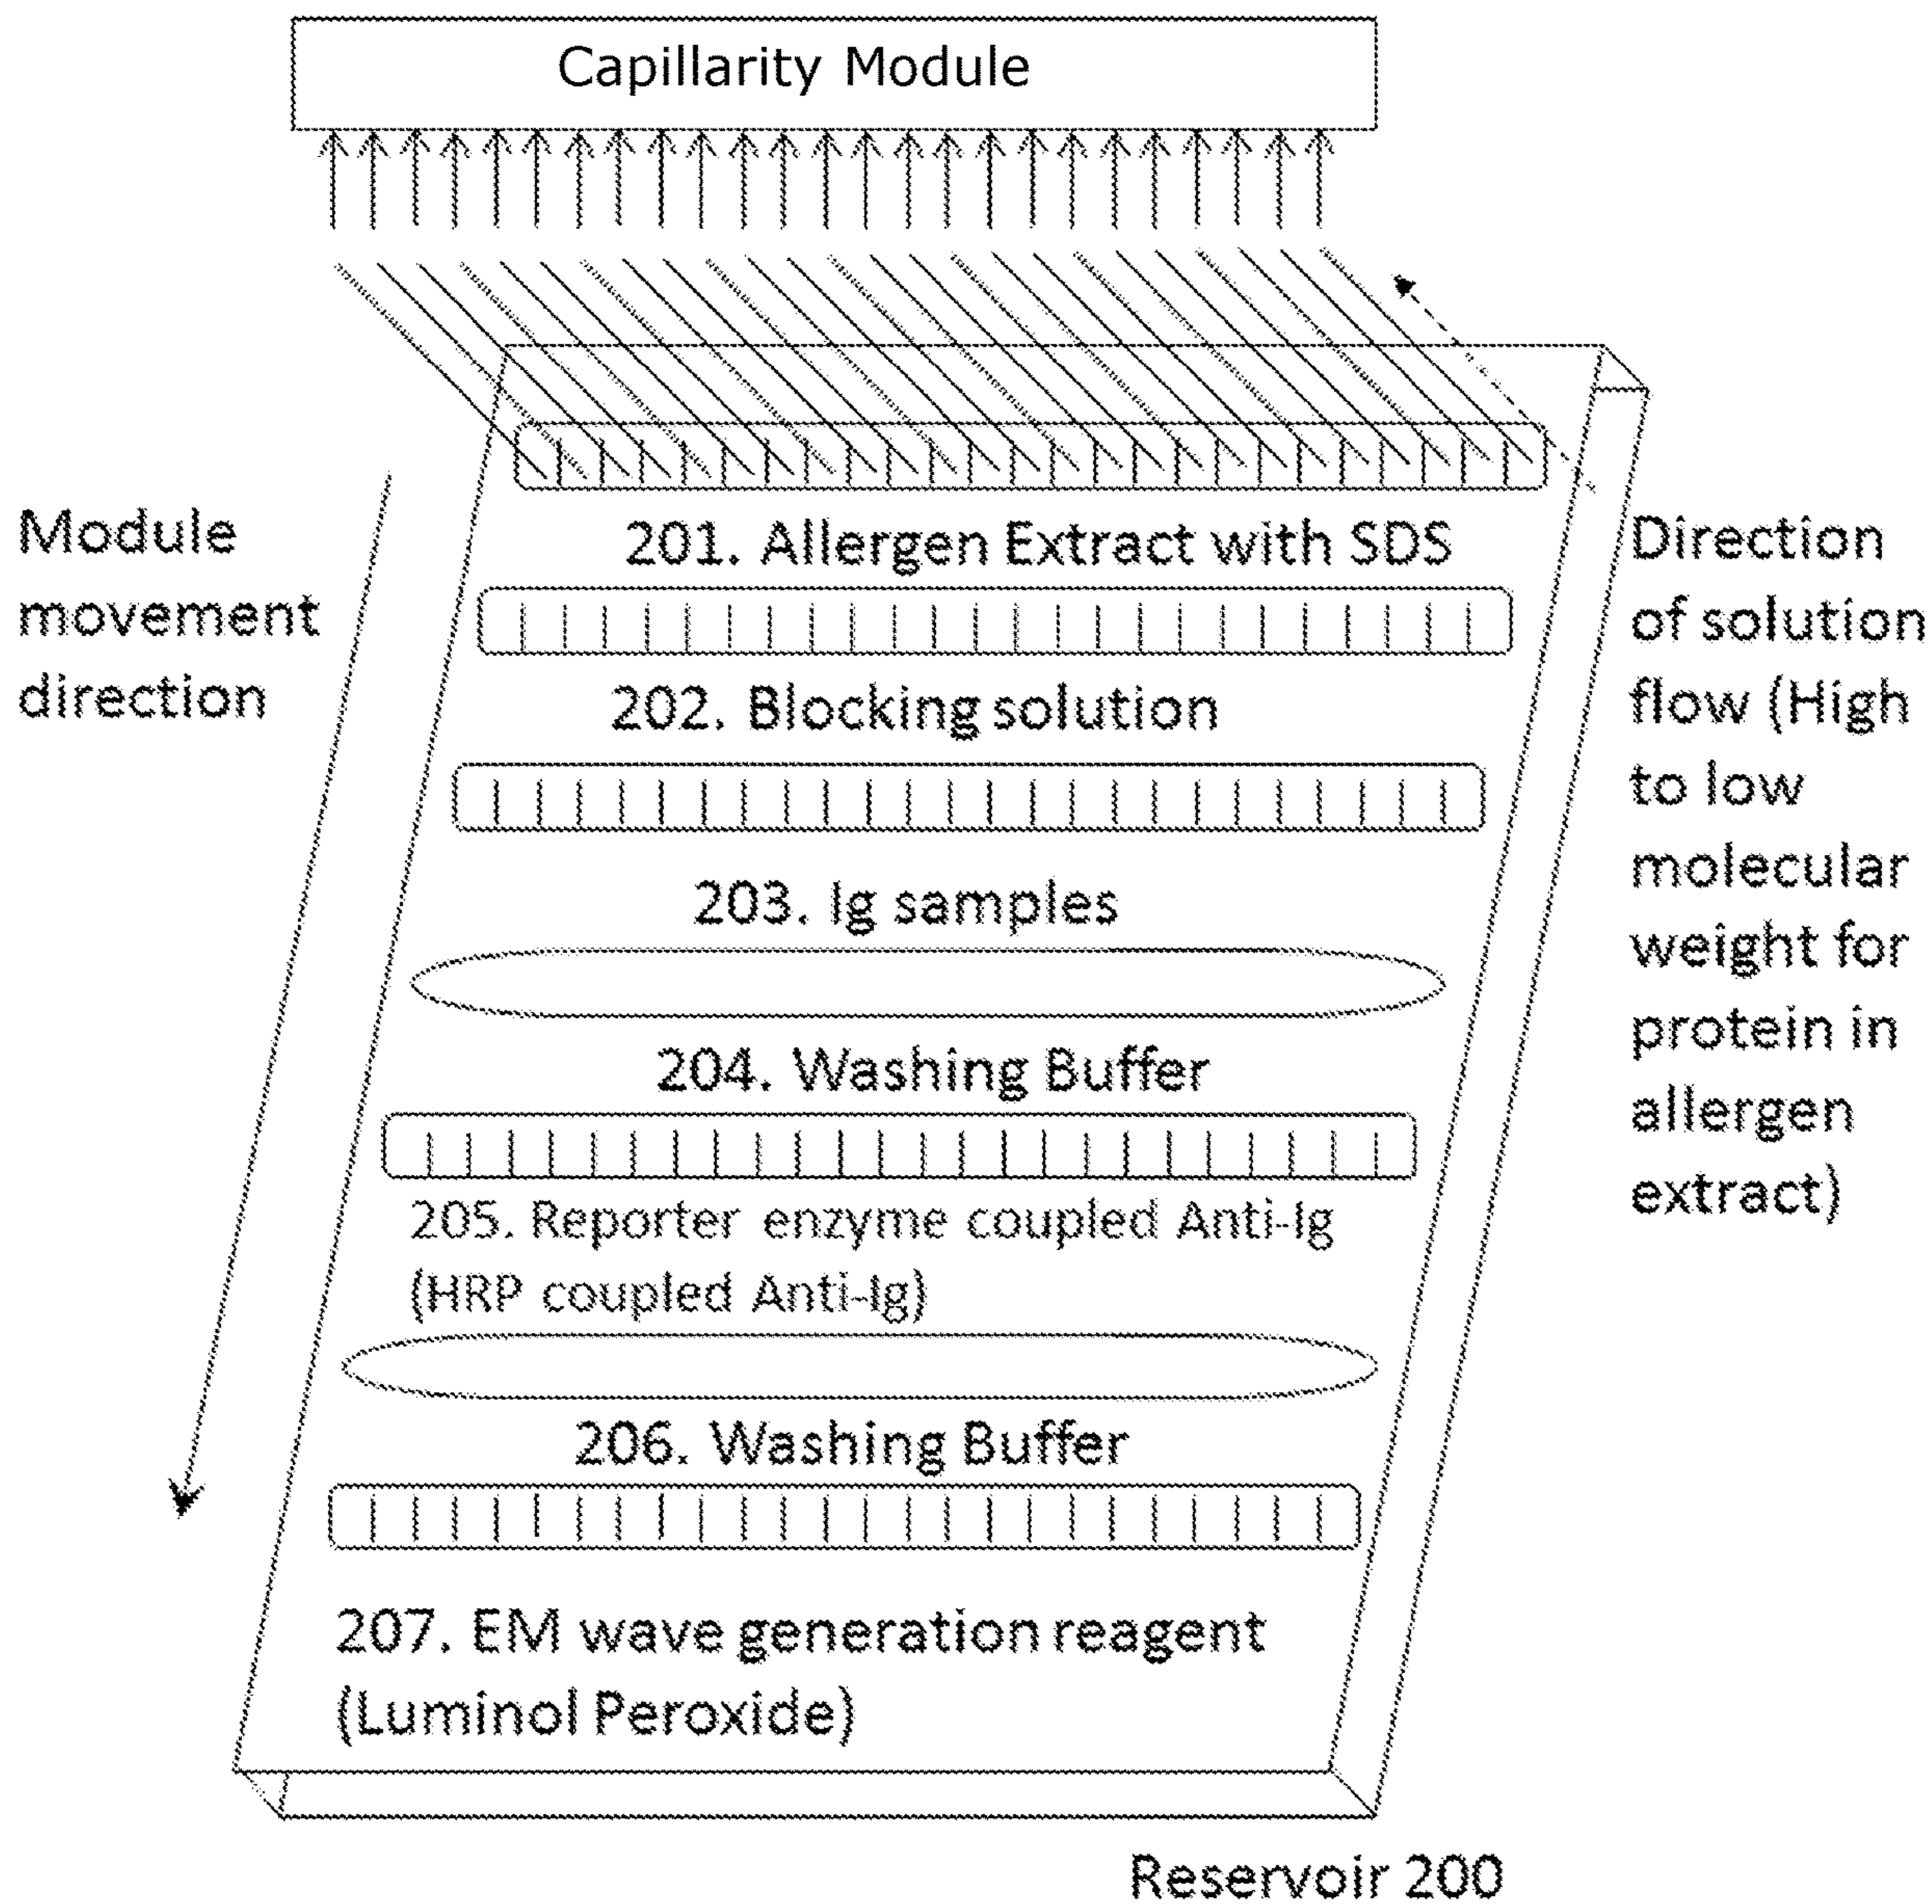 Capillarity Module
Module
movement
direction
201. Allergen Extract with SDS
202. Blocking solution
203. Ig samples
204. Washing Buffer
205. Reporter enzyme coupled Anti-Ig
(HRP coupled Anti-Ig)
206. Washing Buffer
207. EM wave generation reagent
(Luminol Peroxide)
Direction
of solution
flow (High
to low
molecular
weight for
protein in
allergen
extract)
Reservoir 200